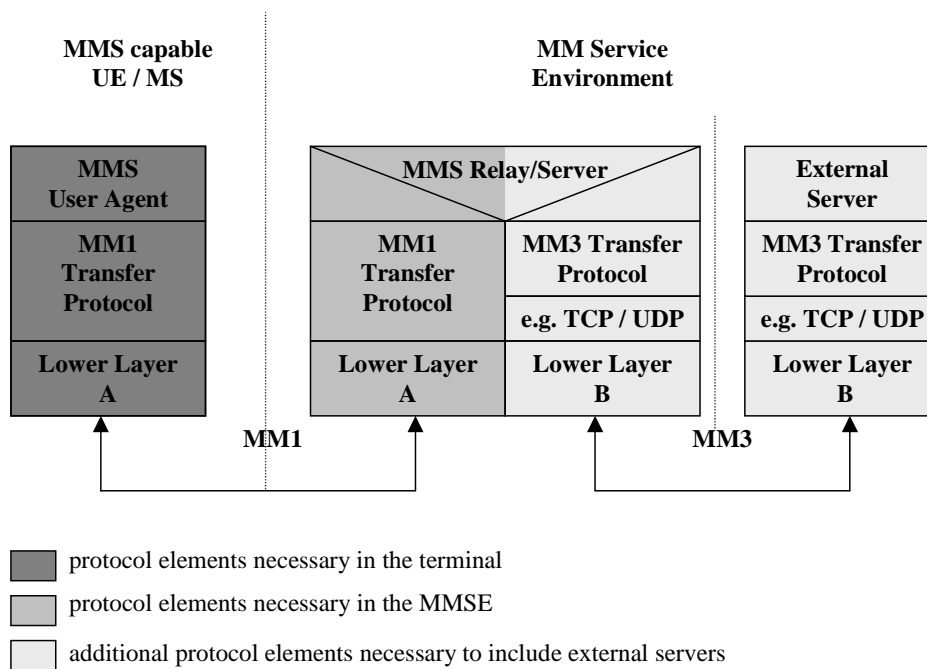 MMS capable
UE / MS
MM Service
Environment
MMS
User Agent
MM1
Transfer
Protocol
Lower Layer
A
MMS Relay/Server
MM1
Transfer
Protocol
Lower Layer
A
MM3 Transfer
Protocol
e.g. TCP / UDP
Lower Layer
B
External
Server
MM3 Transfer
Protocol
e.g. TCP / UDP
Lower Layer
B
MM1
MM3
protocol elements necessary in the terminal
protocol elements necessary in the MMSE
additional protocol elements necessary to include external servers